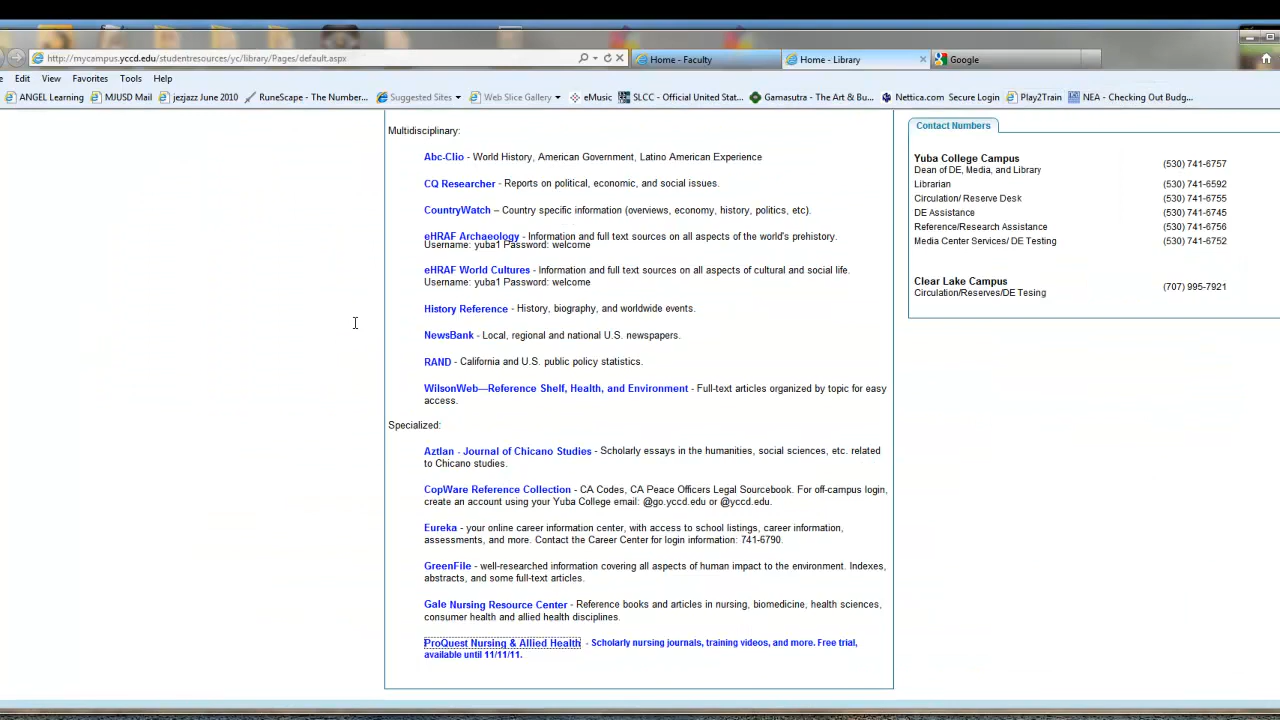 http://mycampus.yccd.edu/studentresources/yc/library/Pages/default.aspx
Home - Faculty
Home - Library
Google
Edit View Favorites Tools Help
ANGEL Learning MJUSD Mail jezjazz June 2010 RuneScape - The Number... Suggested Sites Web Slice Gallery eMusic SLCC - Official United Stat... Gamasutra - The Art & Bu... Nettica.com Secure Login Play2Train NEA - Checking Out Budg...
Multidisciplinary:
Abc-Clio - World History, American Government, Latino American Experience
CQ Researcher - Reports on political, economic, and social issues.
CountryWatch – Country specific information (overviews, economy, history, politics, etc).
eHRAF Archaeology - Information and full text sources on all aspects of the world's prehistory.
Username: yuba1 Password: welcome
eHRAF World Cultures - Information and full text sources on all aspects of cultural and social life.
Username: yuba1 Password: welcome
History Reference - History, biography, and worldwide events.
NewsBank - Local, regional and national U.S. newspapers.
RAND - California and U.S. public policy statistics.
WilsonWeb—Reference Shelf, Health, and Environment - Full-text articles organized by topic for easy
access.
Specialized:
Aztlan - Journal of Chicano Studies - Scholarly essays in the humanities, social sciences, etc. related
to Chicano studies.
CopWare Reference Collection - CA Codes, CA Peace Officers Legal Sourcebook. For off-campus login,
create an account using your Yuba College email: @go.yccd.edu or @yccd.edu.
Eureka - your online career information center, with access to school listings, career information,
assessments, and more. Contact the Career Center for login information: 741-6790.
GreenFile - well-researched information covering all aspects of human impact to the environment. Indexes,
abstracts, and some full-text articles.
Gale Nursing Resource Center - Reference books and articles in nursing, biomedicine, health sciences,
consumer health and allied health disciplines.
ProQuest Nursing & Allied Health - Scholarly nursing journals, training videos, and more. Free trial,
available until 11/11/11.
Contact Numbers
Yuba College Campus
Dean of DE, Media, and Library (530) 741-6757
Librarian (530) 741-6592
Circulation/ Reserve Desk (530) 741-6755
DE Assistance (530) 741-6745
Reference/Research Assistance (530) 741-6756
Media Center Services/ DE Testing (530) 741-6752
Clear Lake Campus
Circulation/Reserves/DE Tesing (707) 995-7921